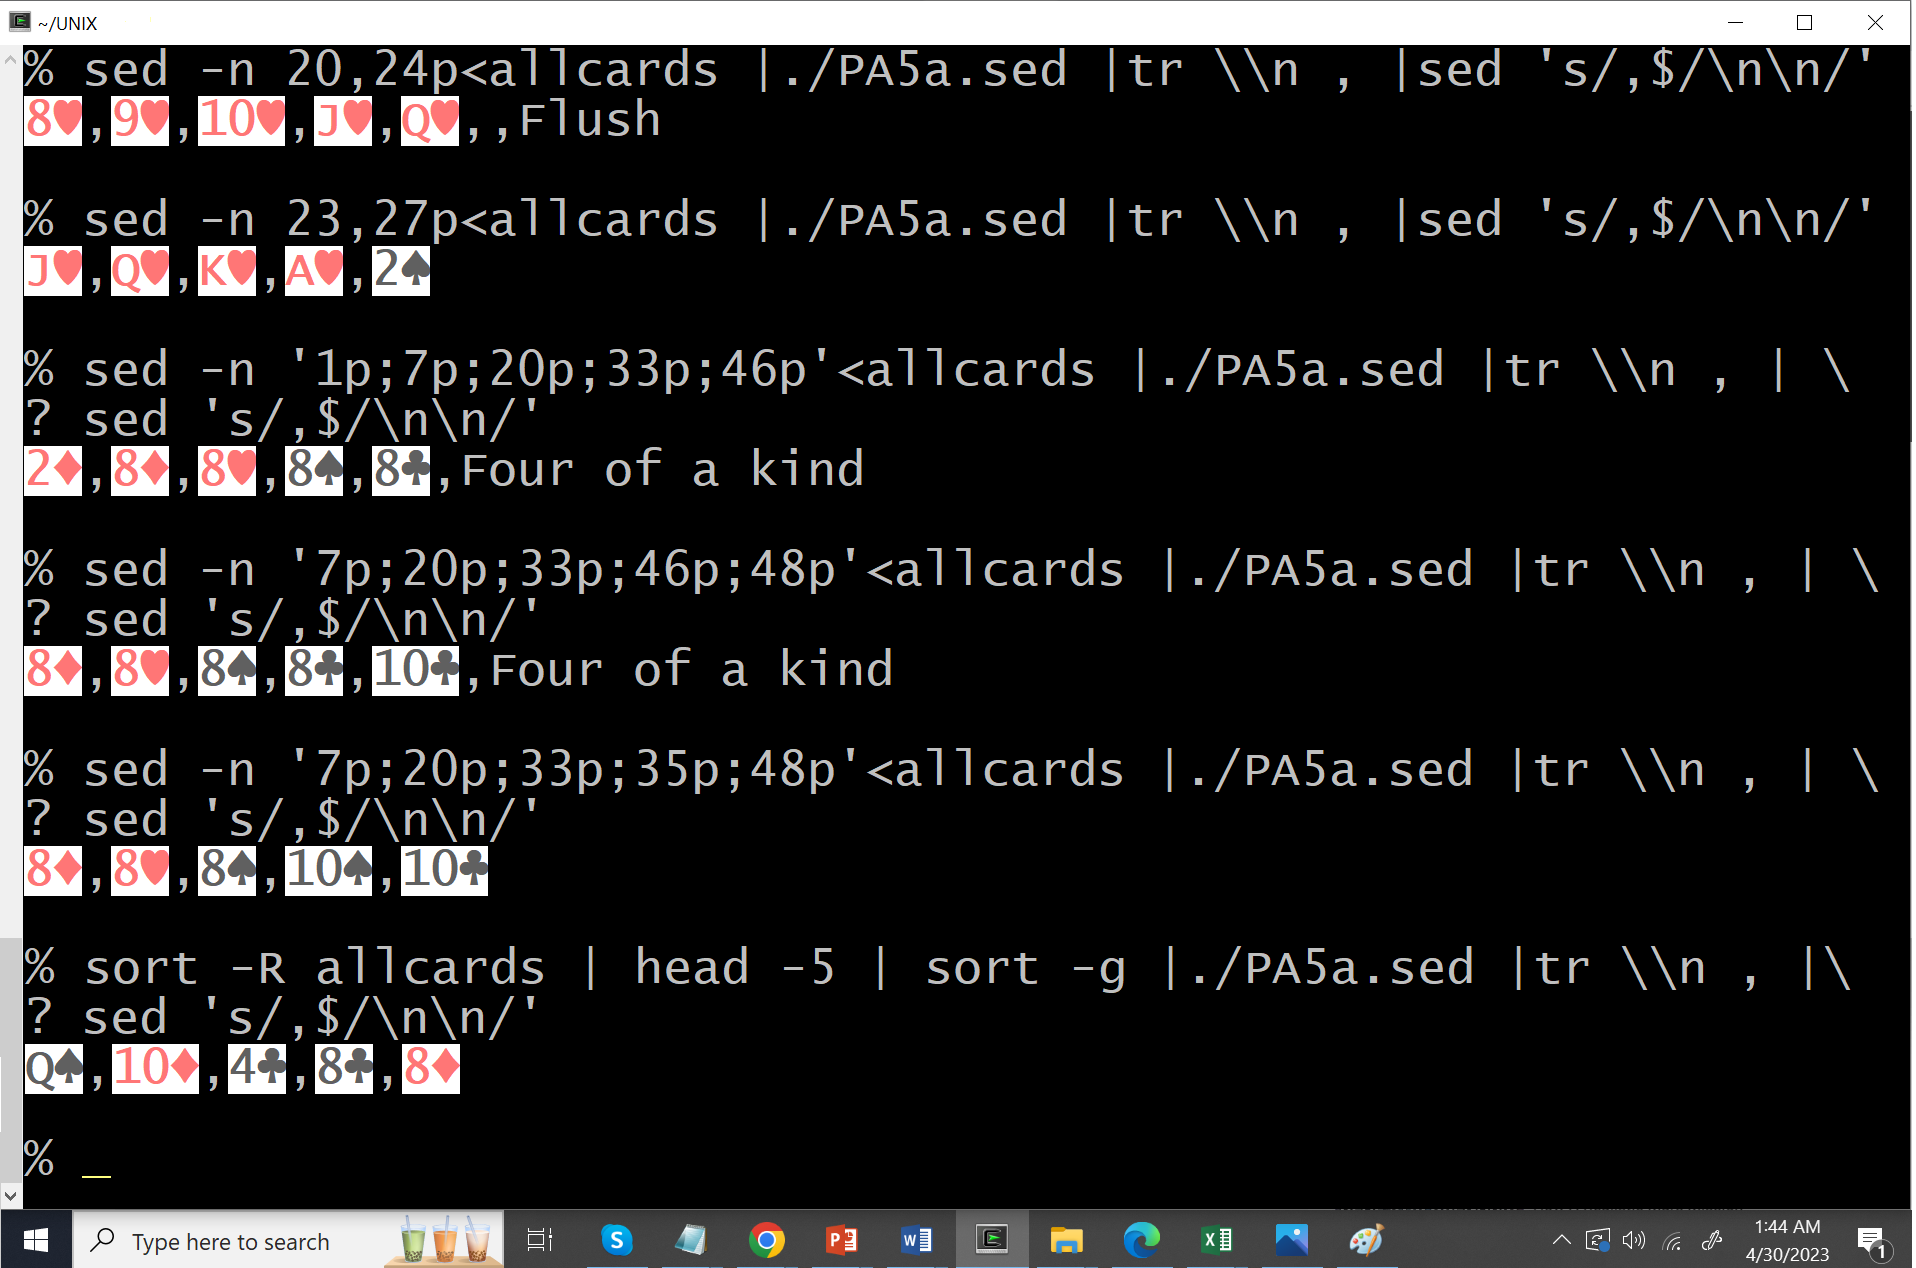 ~/UNIX
% sed -n 20,24p<allcards |./PA5a.sed |tr \\n , |sed 's/,$/\n\n/'
8♥,9♥,10♥,J♥,Q♥,,Flush
% sed -n 23,27p<allcards |./PA5a.sed |tr \\n , |sed 's/,$/\n\n/'
J♥,Q♥,K♥,A♥,2♠
% sed -n '1p;7p;20p;33p;46p'<allcards |./PA5a.sed |tr \\n , | \
? sed 's/,$/\n\n/'
2♦,8♦,8♥,8♠,8♣,Four of a kind
% sed -n '7p;20p;33p;46p;48p'<allcards |./PA5a.sed |tr \\n , | \
? sed 's/,$/\n\n/'
8♦,8♥,8♠,8♣,10♣,Four of a kind
% sed -n '7p;20p;33p;35p;48p'<allcards |./PA5a.sed |tr \\n , | \
? sed 's/,$/\n\n/'
8♦,8♥,8♠,10♠,10♣
% sort -R allcards | head -5 | sort -g |./PA5a.sed |tr \\n , |\
? sed 's/,$/\n\n/'
Q♠,10♦,4♣,8♣,8♦
% _
Type here to search
1:44 AM
4/30/2023
1